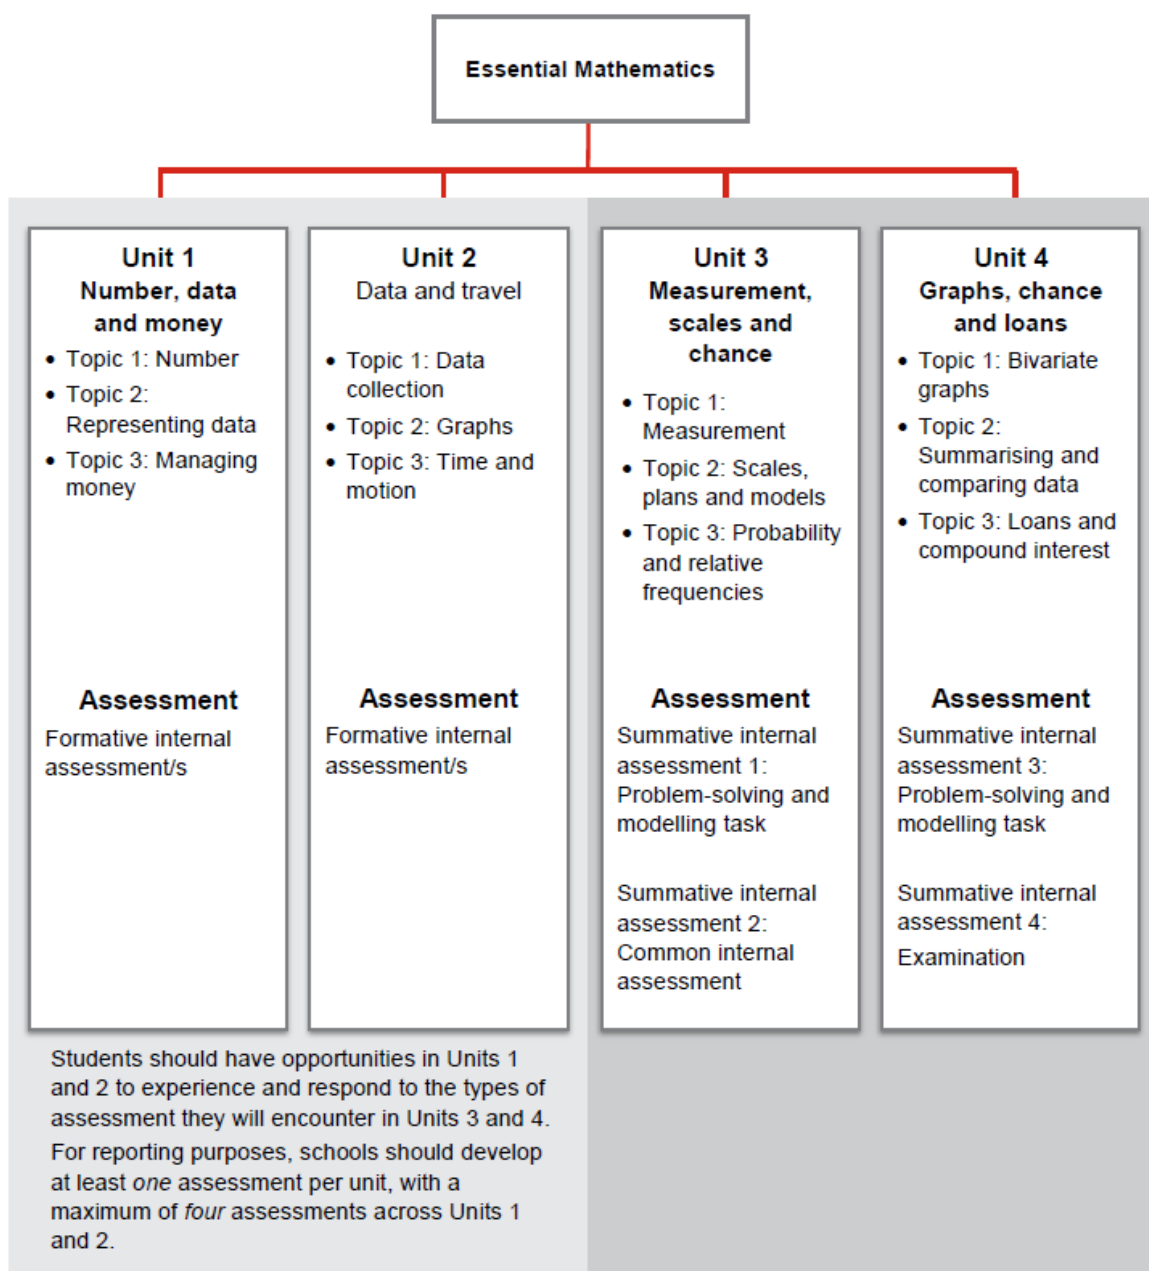 Essential Mathematics
Unit 1
Number, data
and money
• Topic 1: Number
• Topic 2:
Representing data
• Topic 3: Managing
money
Assessment
Formative internal
assessment/s
Unit 2
Data and travel
• Topic 1: Data
collection
• Topic 2: Graphs
• Topic 3: Time and
motion
Assessment
Formative internal
assessment/s
Unit 3
Measurement,
scales and
chance
• Topic 1:
Measurement
• Topic 2: Scales,
plans and models
• Topic 3: Probability
and relative
frequencies
Assessment
Summative internal
assessment 1:
Problem-solving and
modelling task
Summative internal
assessment 2:
Common internal
assessment
Unit 4
Graphs, chance
and loans
• Topic 1: Bivariate
graphs
• Topic 2:
Summarising and
comparing data
• Topic 3: Loans and
compound interest
Assessment
Summative internal
assessment 3:
Problem-solving and
modelling task
Summative internal
assessment 4:
Examination
Students should have opportunities in Units 1
and 2 to experience and respond to the types of
assessment they will encounter in Units 3 and 4.
For reporting purposes, schools should develop
at least one assessment per unit, with a
maximum of four assessments across Units 1
and 2.